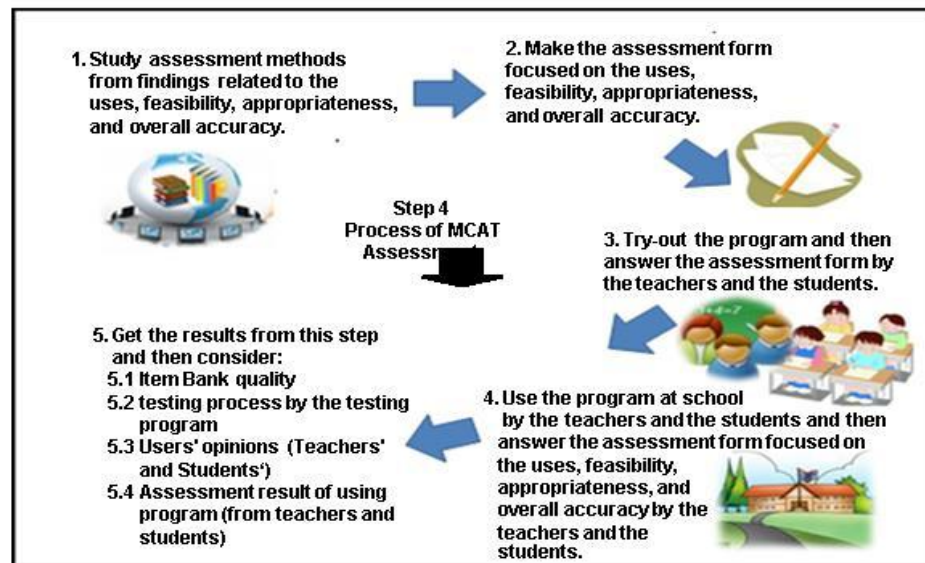 1. Study assessment methods
from findings related to the
uses, feasibility, appropriateness,
and overall accuracy.
2. Make the assessment form
focused on the uses,
feasibility, appropriateness,
and overall accuracy.
Step 4
Process of MCAT
3. Try-out the program and then
answer the assessment form by
the teachers and the students.
4. Use the program at school
by the teachers and the students and then
answer the assessment form focused on
the uses, feasibility,
appropriateness, and
overall accuracy by the
teachers and the
students.
5. Get the results from this step
and then consider:
5.1 Item Bank quality
5.2 testing process by the testing
program
5.3 Users' opinions (Teachers'
and Students‘)
5.4 Assessment result of using
program (from teachers and
students)